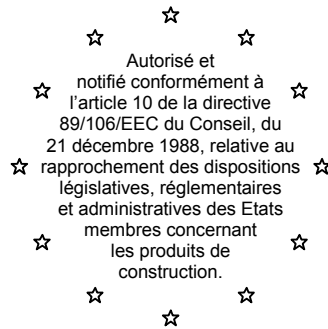 Autorisé et
notifié conformément à
l'article 10 de la directive
89/106/EEC du Conseil, du
21 décembre 1988, relative au
rapprochement des dispositions
législatives, réglementaires
et administratives des Etats
membres concernant
les produits de
construction.